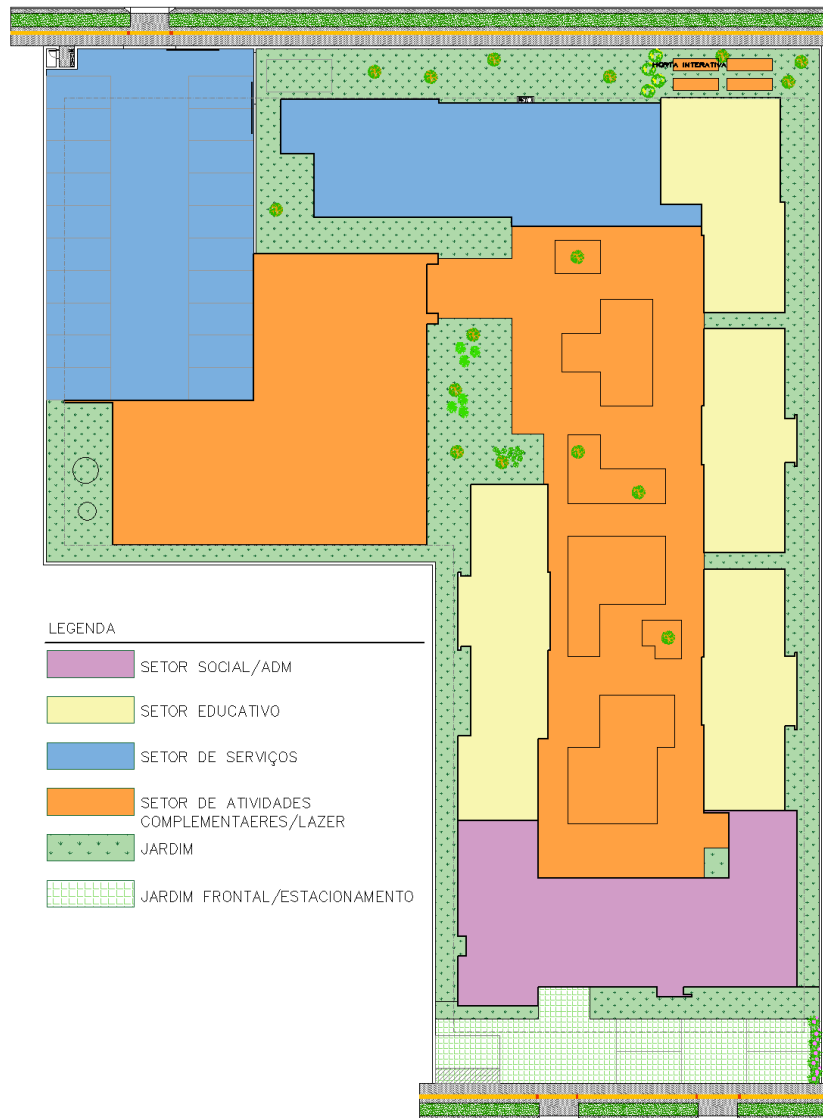 HORTA INTERATIVA
LEGENDA
SETOR SOCIAL/ADM
SETOR EDUCATIVO
SETOR DE SERVIÇOS
SETOR DE ATIVIDADES
COMPLEMENTAERES/LAZER
JARDIM
JARDIM FRONTAL/ESTACIONAMENTO